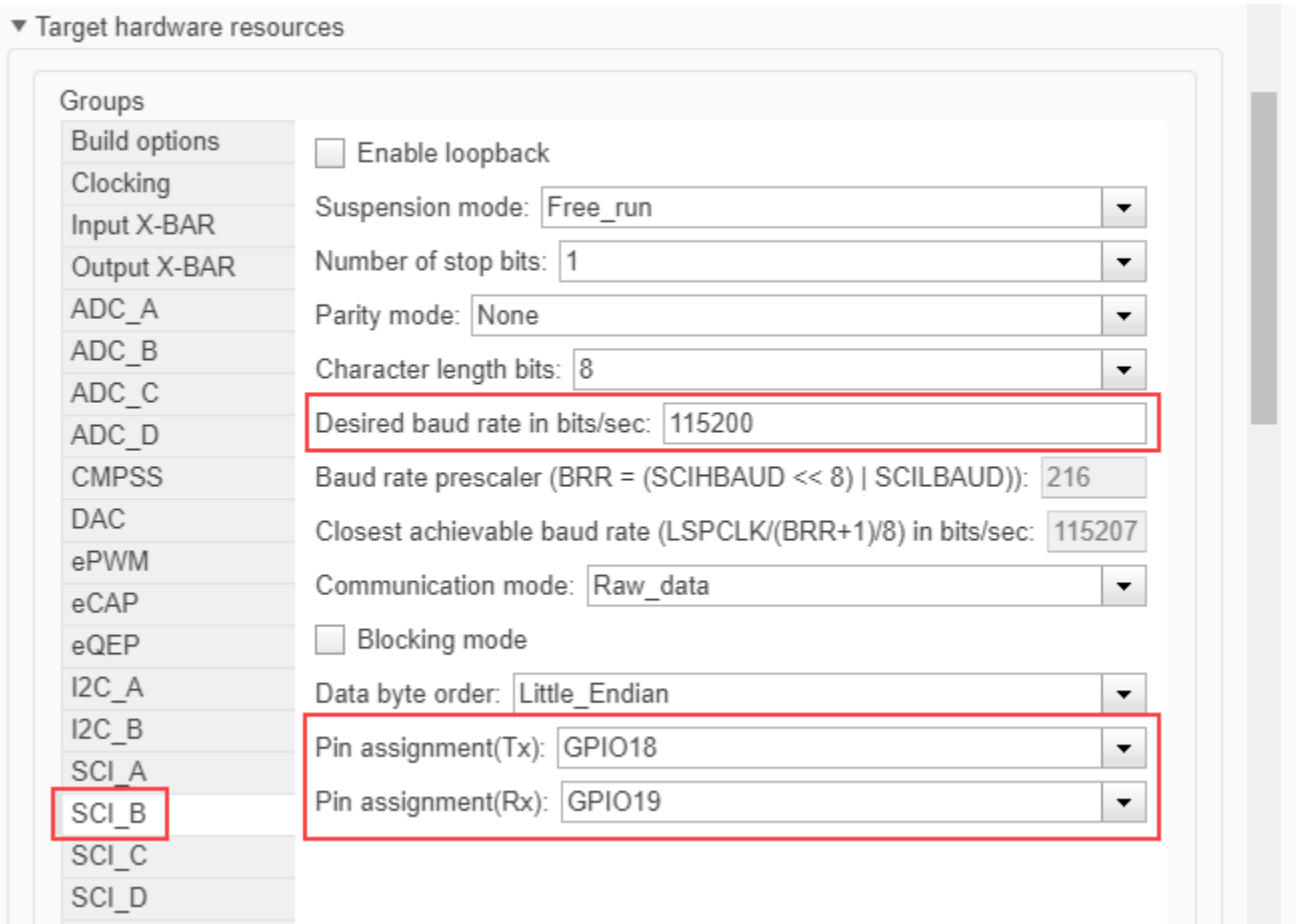 Target hardware resources
Groups
Build options
Clocking
Input X-BAR
Output X-BAR
ADC_A
ADC_B
ADC_C
ADC_D
CMPSS
DAC
ePWM
eCAP
eQEP
I2C_A
I2C_B
SCI_A
SCI_B
SCI_C
SCI_D
Enable loopback
Suspension mode: Free_run
Number of stop bits: 1
Parity mode: None
Character length bits: 8
Desired baud rate in bits/sec: 115200
Baud rate prescaler (BRR = (SCIHBAUD << 8) | SCILBAUD)): 216
Closest achievable baud rate (LSPCLK/(BRR+1)/8) in bits/sec: 115207
Communication mode: Raw_data
Blocking mode
Data byte order: Little_Endian
Pin assignment(Tx): GPIO18
Pin assignment(Rx): GPIO19